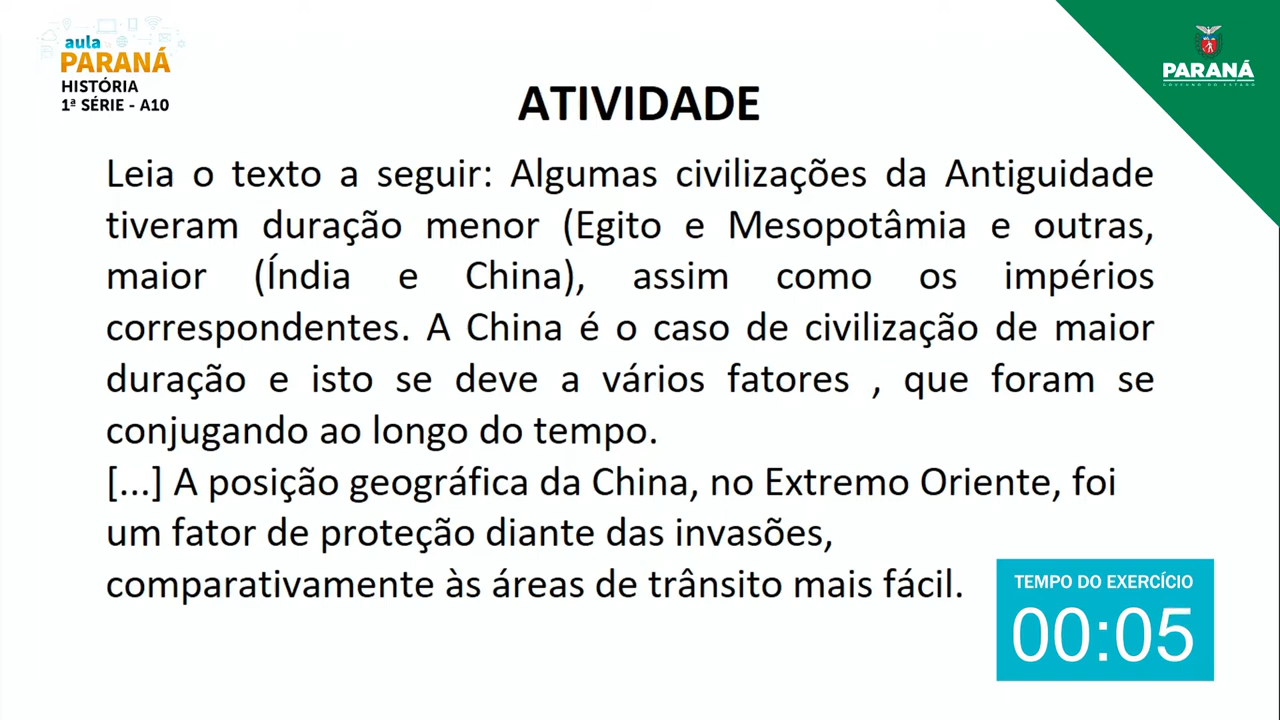 aula
PARANÁ
HISTÓRIA
1ª SÉRIE - A10
PARANÁ
GOVERNO DO ESTADO
ATIVIDADE
Leia o texto a seguir: Algumas civilizações da Antiguidade
tiveram duração menor (Egito e Mesopotâmia e outras,
maior (Índia e China), assim como os impérios
correspondentes. A China é o caso de civilização de maior
duração e isto se deve a vários fatores , que foram se
conjugando ao longo do tempo.
[...] A posição geográfica da China, no Extremo Oriente, foi
um fator de proteção diante das invasões,
comparativamente às áreas de trânsito mais fácil.
TEMPO DO EXERCÍCIO
00:05